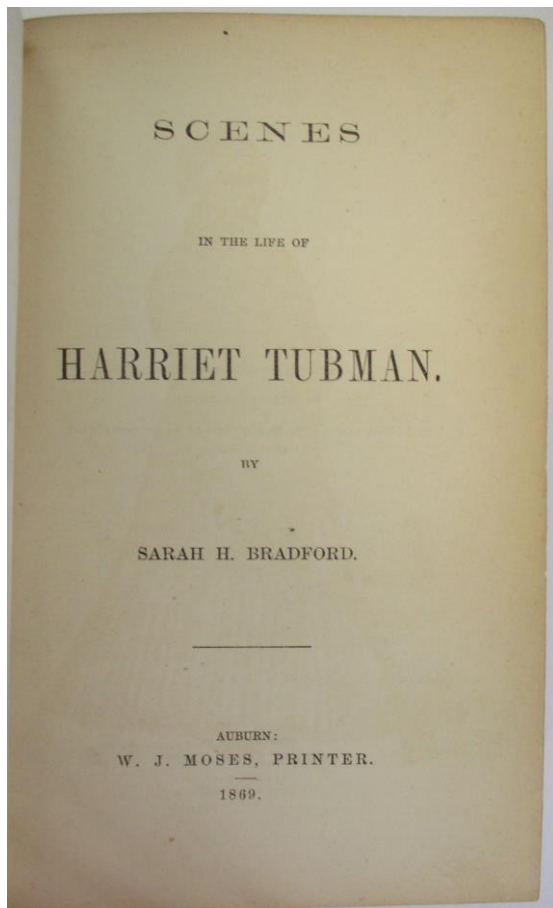 SCENES
IN THE LIFE OF
HARRIET TUBMAN.
BY
SARAH H. BRADFORD.
AUBURN:
W. J. MOSES, PRINTER.
1869.